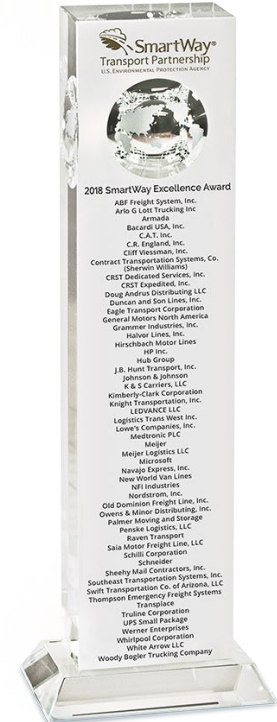 SmartWay®
Transport Partnership
U.S. ENVIRONMENTAL PROTECTION AGENCY
2018 SmartWay Excellence Award
ABF Freight System, Inc.
Arlo G Lott Trucking Inc
Armada
Bacardi USA, Inc.
C.A.T. Inc.
C.R. England, Inc.
Cliff Viessman, Inc.
Contract Transportation Systems, Co.
(Sherwin Williams)
CRST Dedicated Services, Inc.
CRST Expedited, Inc.
Doug Andrus Distributing LLC
Duncan and Son Lines, Inc.
Eagle Transport Corporation
General Motors North America
Grammer Industries, Inc.
Halvor Lines, Inc.
Hirschbach Motor Lines
HP Inc.
Hub Group
J.B. Hunt Transport, Inc.
Johnson & Johnson
K & S Carriers, LLC
Kimberly-Clark Corporation
Knight Transportation, Inc.
LEDVANCE LLC
Logistics Trans West Inc.
Lowe's Companies, Inc.
Medtronic PLC
Meijer
Meijer Logistics LLC
Microsoft
Navajo Express, Inc.
New World Van Lines
NFI Industries
Nordstrom, Inc.
Old Dominion Freight Line, Inc.
Owens & Minor Distributing, Inc.
Palmer Moving and Storage
Penske Logistics, LLC
Raven Transport
Saia Motor Freight Line, LLC
Schilli Corporation
Schneider
Sheehy Mail Contractors, Inc.
Southeast Transportation Systems, Inc.
Swift Transportation Co. of Arizona, LLC
Thompson Emergency Freight Systems
Transplace
Truline Corporation
UPS Small Package
Werner Enterprises
Whirlpool Corporation
White Arrow LLC
Woody Bogler Trucking Company